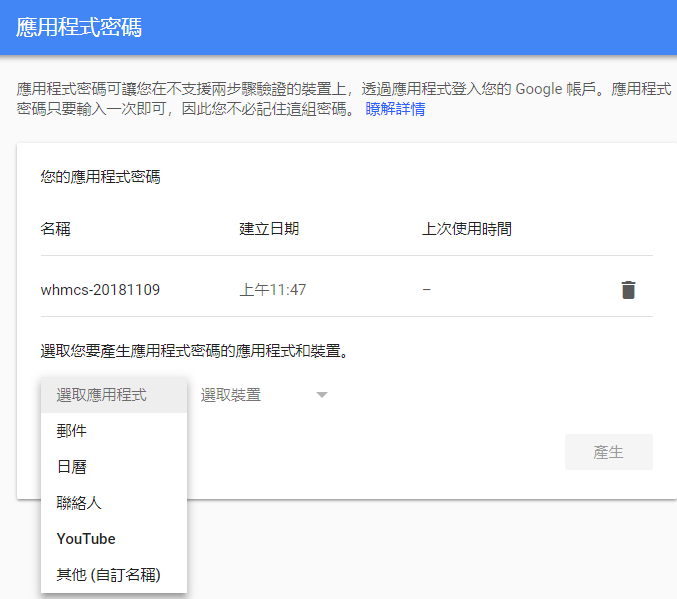 應用程式密碼
應用程式密碼可讓您在不支援兩步驟驗證的裝置上，透過應用程式登入您的 Google 帳戶。應用程式
密碼只要輸入一次即可，因此您不必記住這組密碼。 瞭解詳情
您的應用程式密碼
名稱 建立日期 上次使用時間
whmcs-20181109 上午11:47 –
選取您要產生應用程式密碼的應用程式和裝置。
選取應用程式 選取裝置
郵件
產生
日曆
聯絡人
YouTube
其他 (自訂名稱)